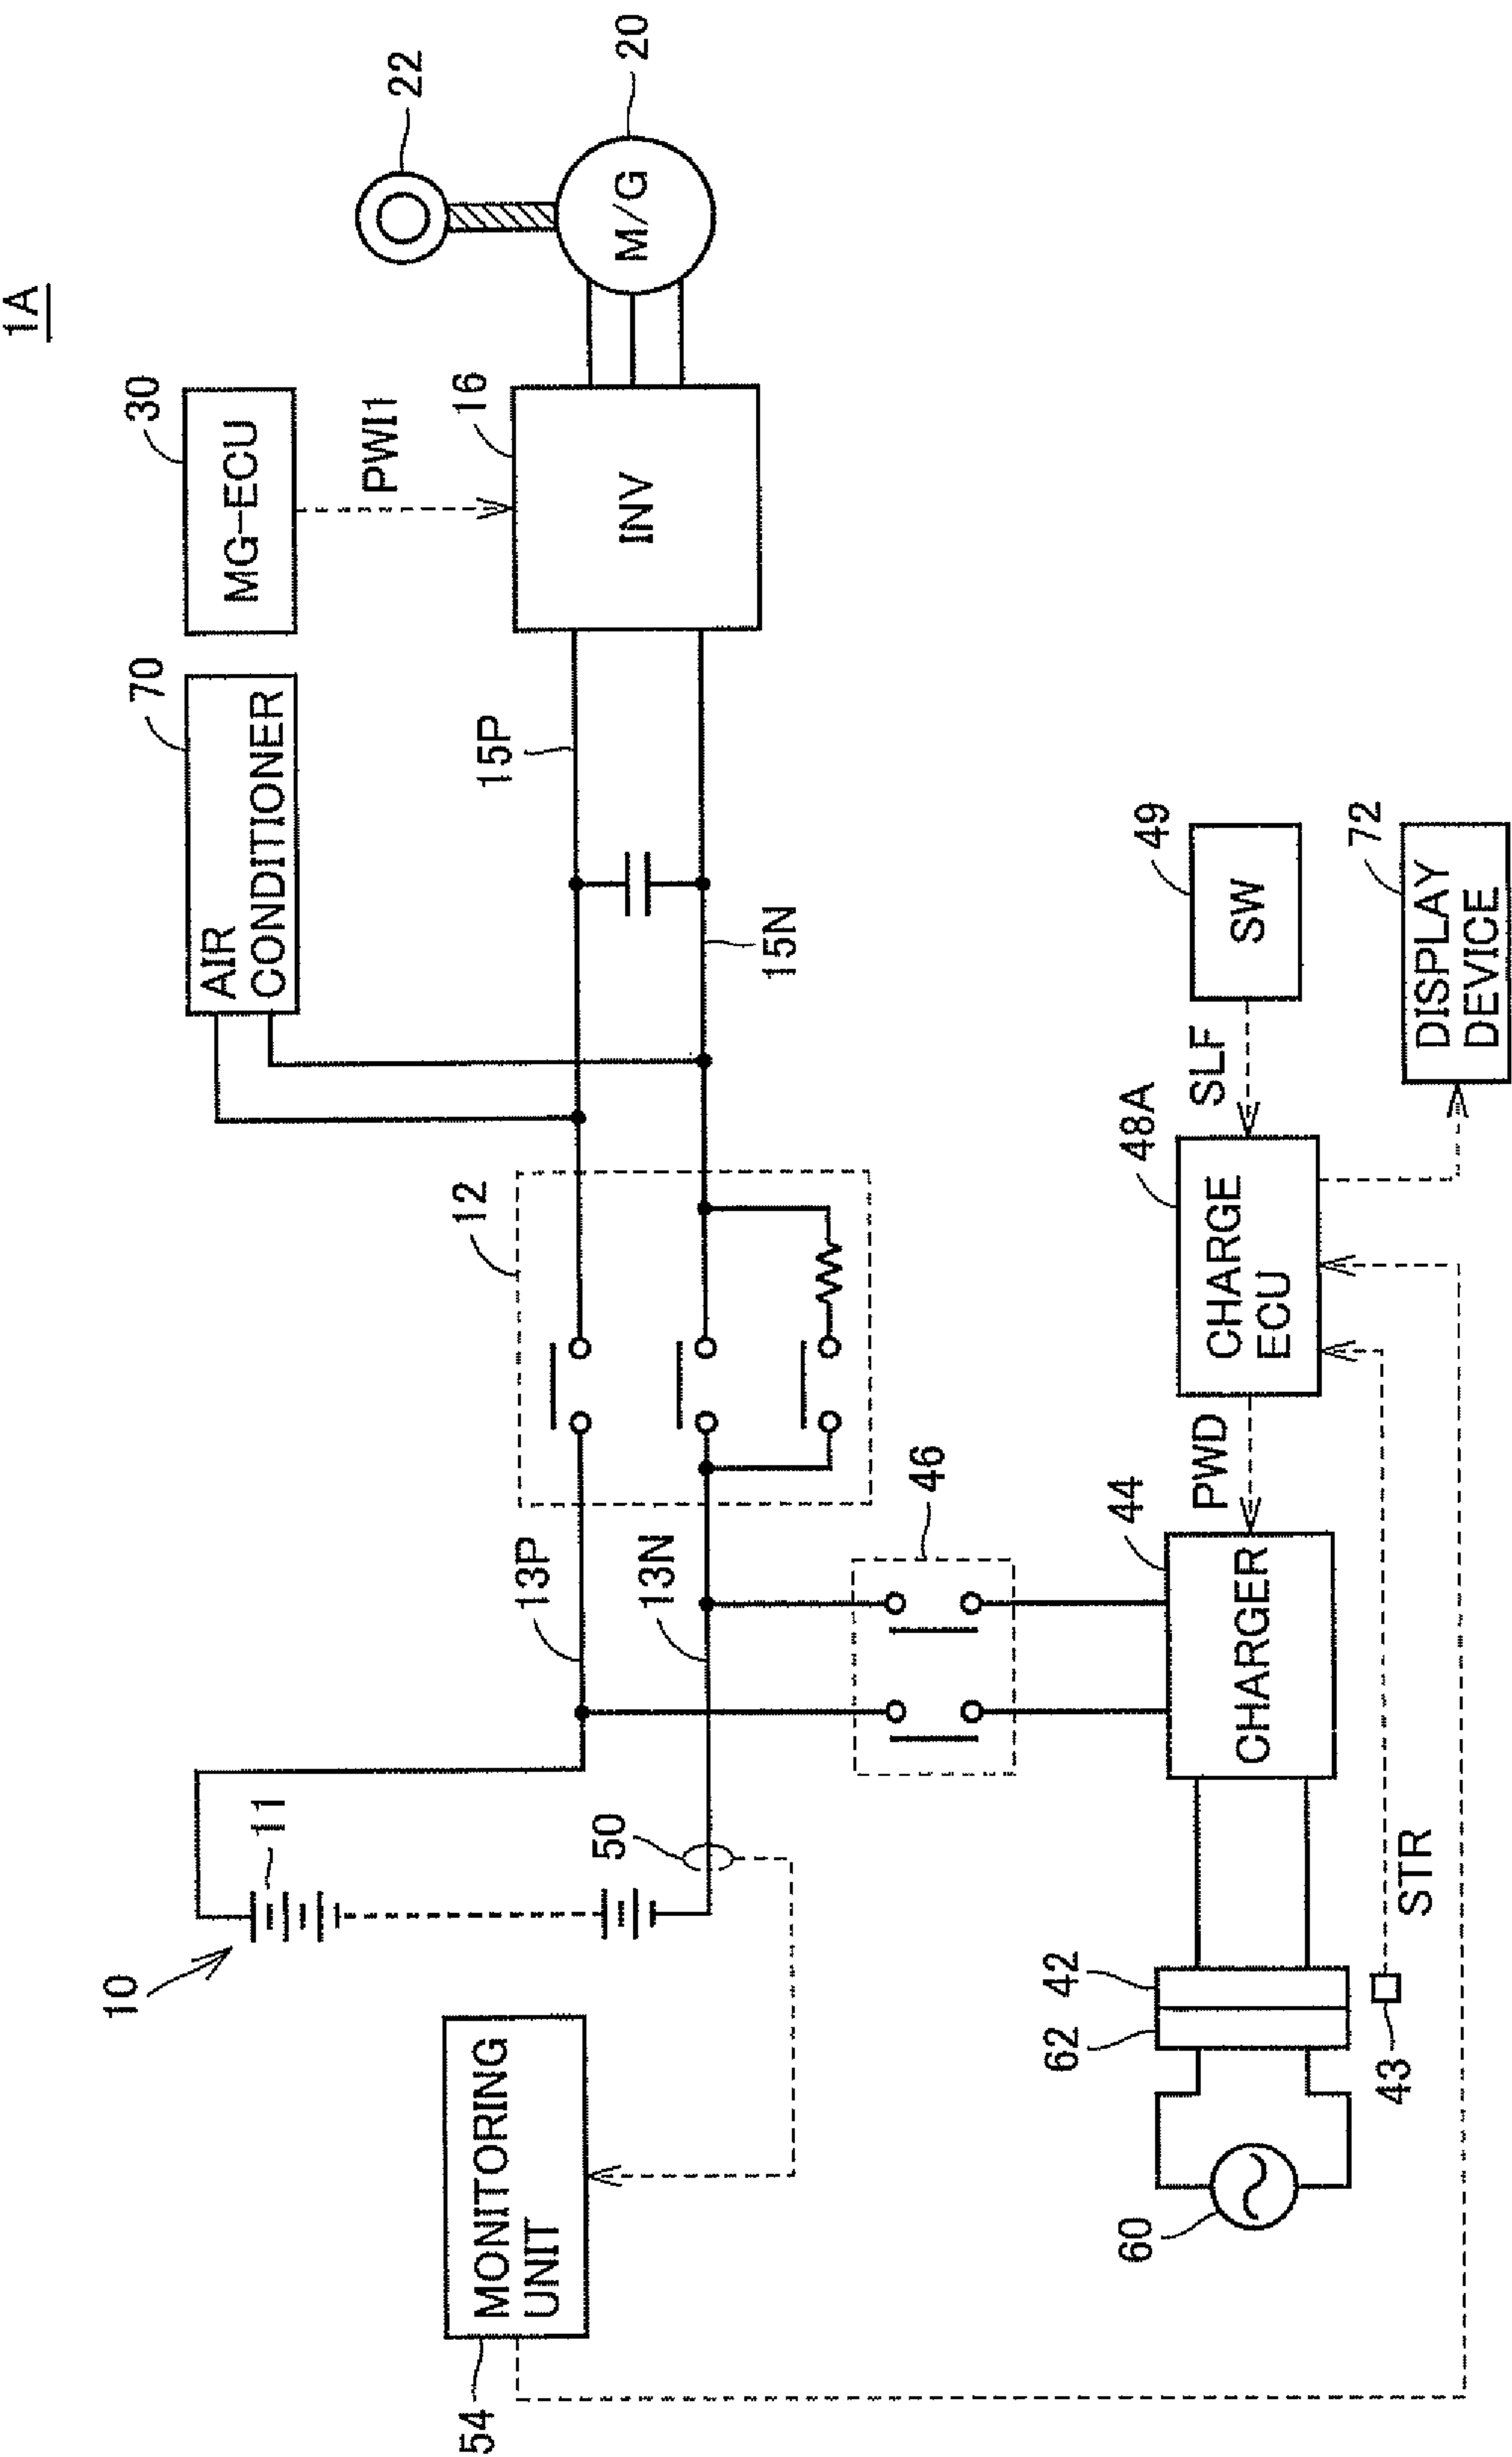 1A
22
20
30
MG-ECU
PWI1
16
INV
M/G
70
AIR
CONDITIONER
15P
15N
12
13P
13N
46
10
11
50
MONITORING
UNIT
54
49
SW
SLF
72
DISPLAY
DEVICE
48A
CHARGE
ECU
PWD
44
CHARGER
42
62
43
STR
60